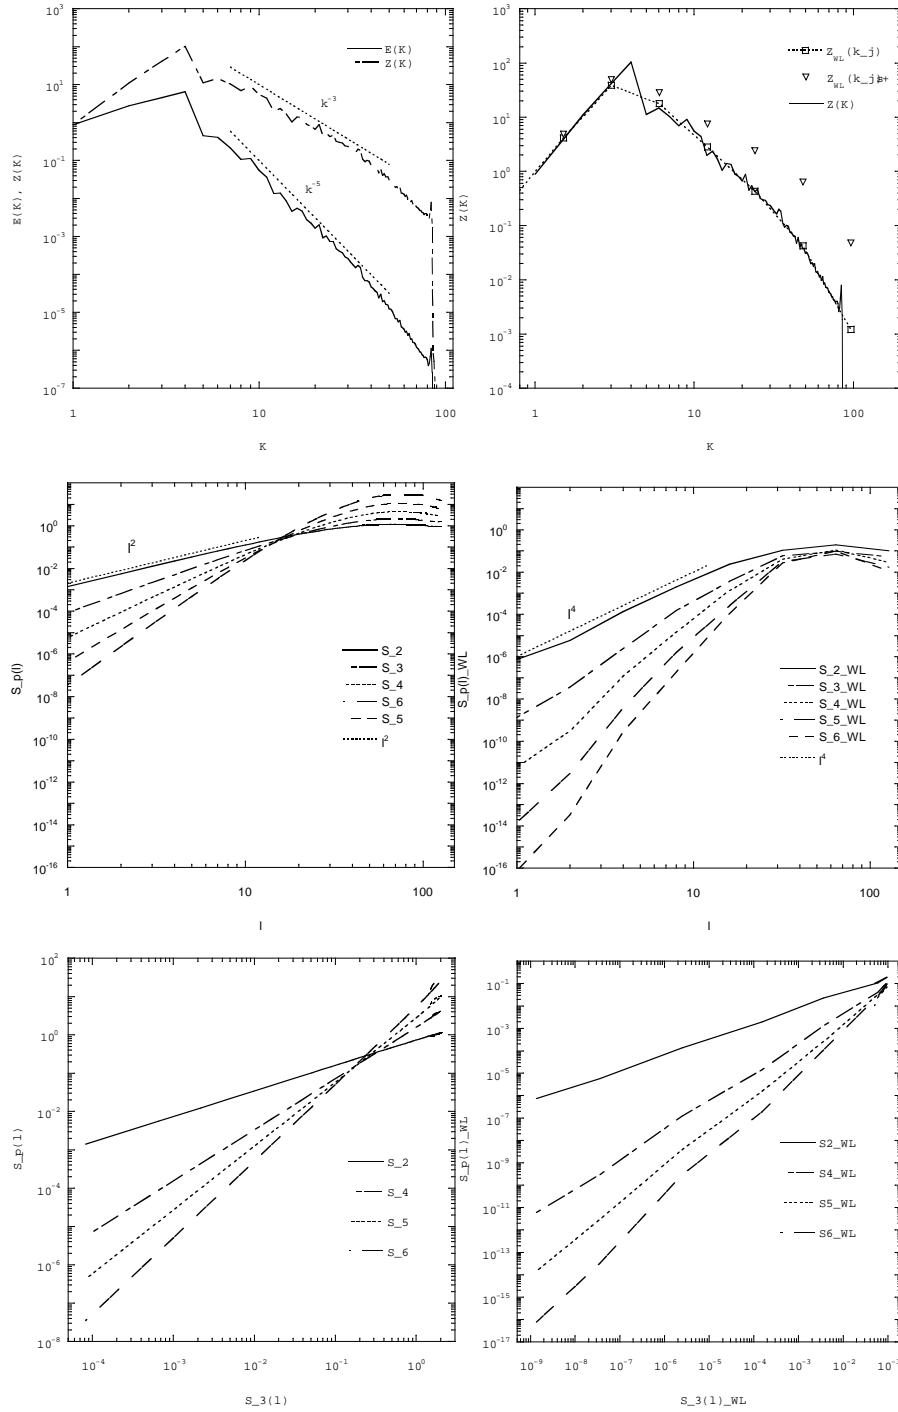 10^3
10^1
10^-1
10^-3
10^-5
10^-7
E(K), Z(K)
E(K)
Z(K)
k^-3
k^-5
1
10
100
K
10^3
10^2
10^1
10^0
10^-1
10^-2
10^-3
10^-4
Z(K)
Z_WL(k_j)
Z_WL(k_j)s+
Z(K)
1
10
100
K
10^0
10^-2
10^-4
10^-6
10^-8
10^-10
10^-12
10^-14
10^-16
S_p(l)
l^2
S_2
S_3
S_4
S_6
S_5
l^2
1
10
100
l
10^0
10^-2
10^-4
10^-6
10^-8
10^-10
10^-12
10^-14
10^-16
S_p(l)_WL
l^4
S_2_WL
S_3_WL
S_4_WL
S_5_WL
S_6_WL
l^4
1
10
100
l
10^2
10^0
10^-2
10^-4
10^-6
10^-8
S_p(l)
S_2
S_4
S_5
S_6
10^-4
10^-3
10^-2
10^-1
10^0
S_3(l)
10^-1
10^-3
10^-5
10^-7
10^-9
10^-11
10^-13
10^-15
10^-17
S_p(l)_WL
S2_WL
S4_WL
S5_WL
S6_WL
10^-9
10^-8
10^-7
10^-6
10^-5
10^-4
10^-3
10^-2
S_3(l)_WL